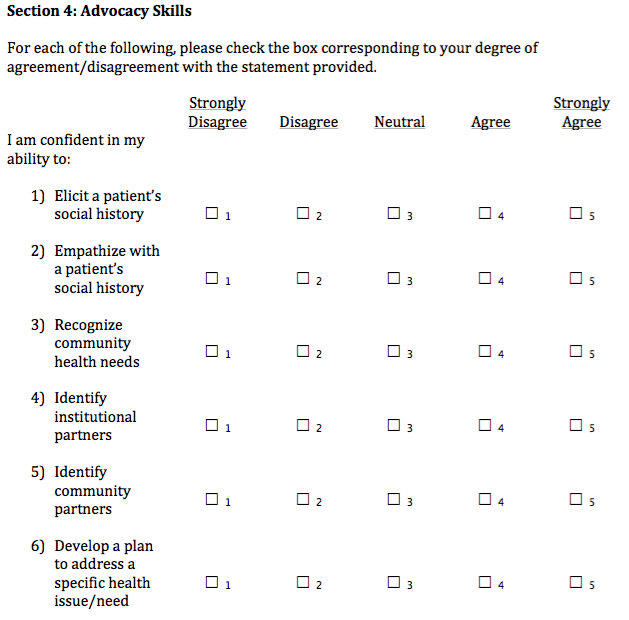 Section 4: Advocacy Skills
For each of the following, please check the box corresponding to your degree of
agreement/disagreement with the statement provided.
Strongly Disagree Disagree Neutral Agree Strongly Agree
I am confident in my
ability to:
1) Elicit a patient's
social history ☐ 1 ☐ 2 ☐ 3 ☐ 4 ☐ 5
2) Empathize with
a patient's
social history ☐ 1 ☐ 2 ☐ 3 ☐ 4 ☐ 5
3) Recognize
community
health needs ☐ 1 ☐ 2 ☐ 3 ☐ 4 ☐ 5
4) Identify
institutional
partners ☐ 1 ☐ 2 ☐ 3 ☐ 4 ☐ 5
5) Identify
community
partners ☐ 1 ☐ 2 ☐ 3 ☐ 4 ☐ 5
6) Develop a plan
to address a
specific health ☐ 1 ☐ 2 ☐ 3 ☐ 4 ☐ 5
issue/need